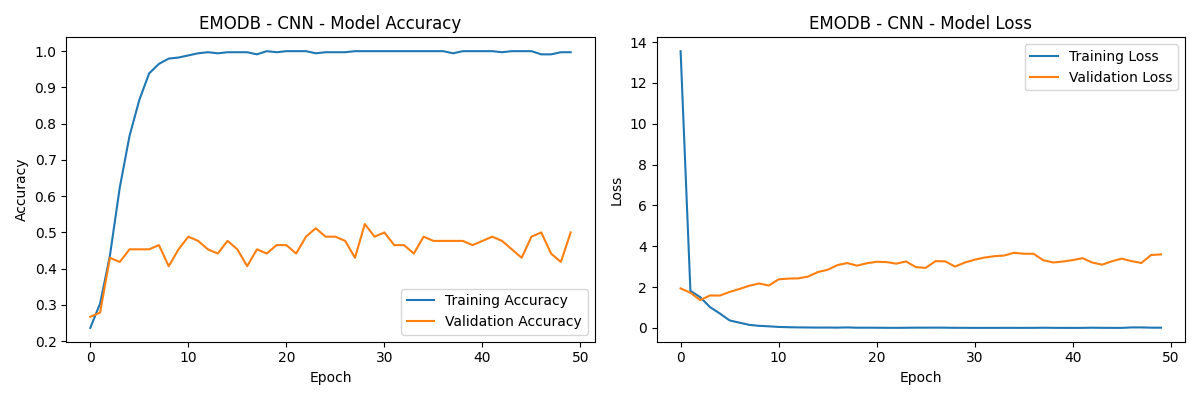 EMODB - CNN - Model Accuracy
Accuracy
1.0
0.9
0.8
0.7
0.6
0.5
0.4
0.3
0.2
Training Accuracy
Validation Accuracy
0 10 20 30 40 50
Epoch
EMODB - CNN - Model Loss
Loss
14
12
10
8
6
4
2
0
Training Loss
Validation Loss
0 10 20 30 40 50
Epoch